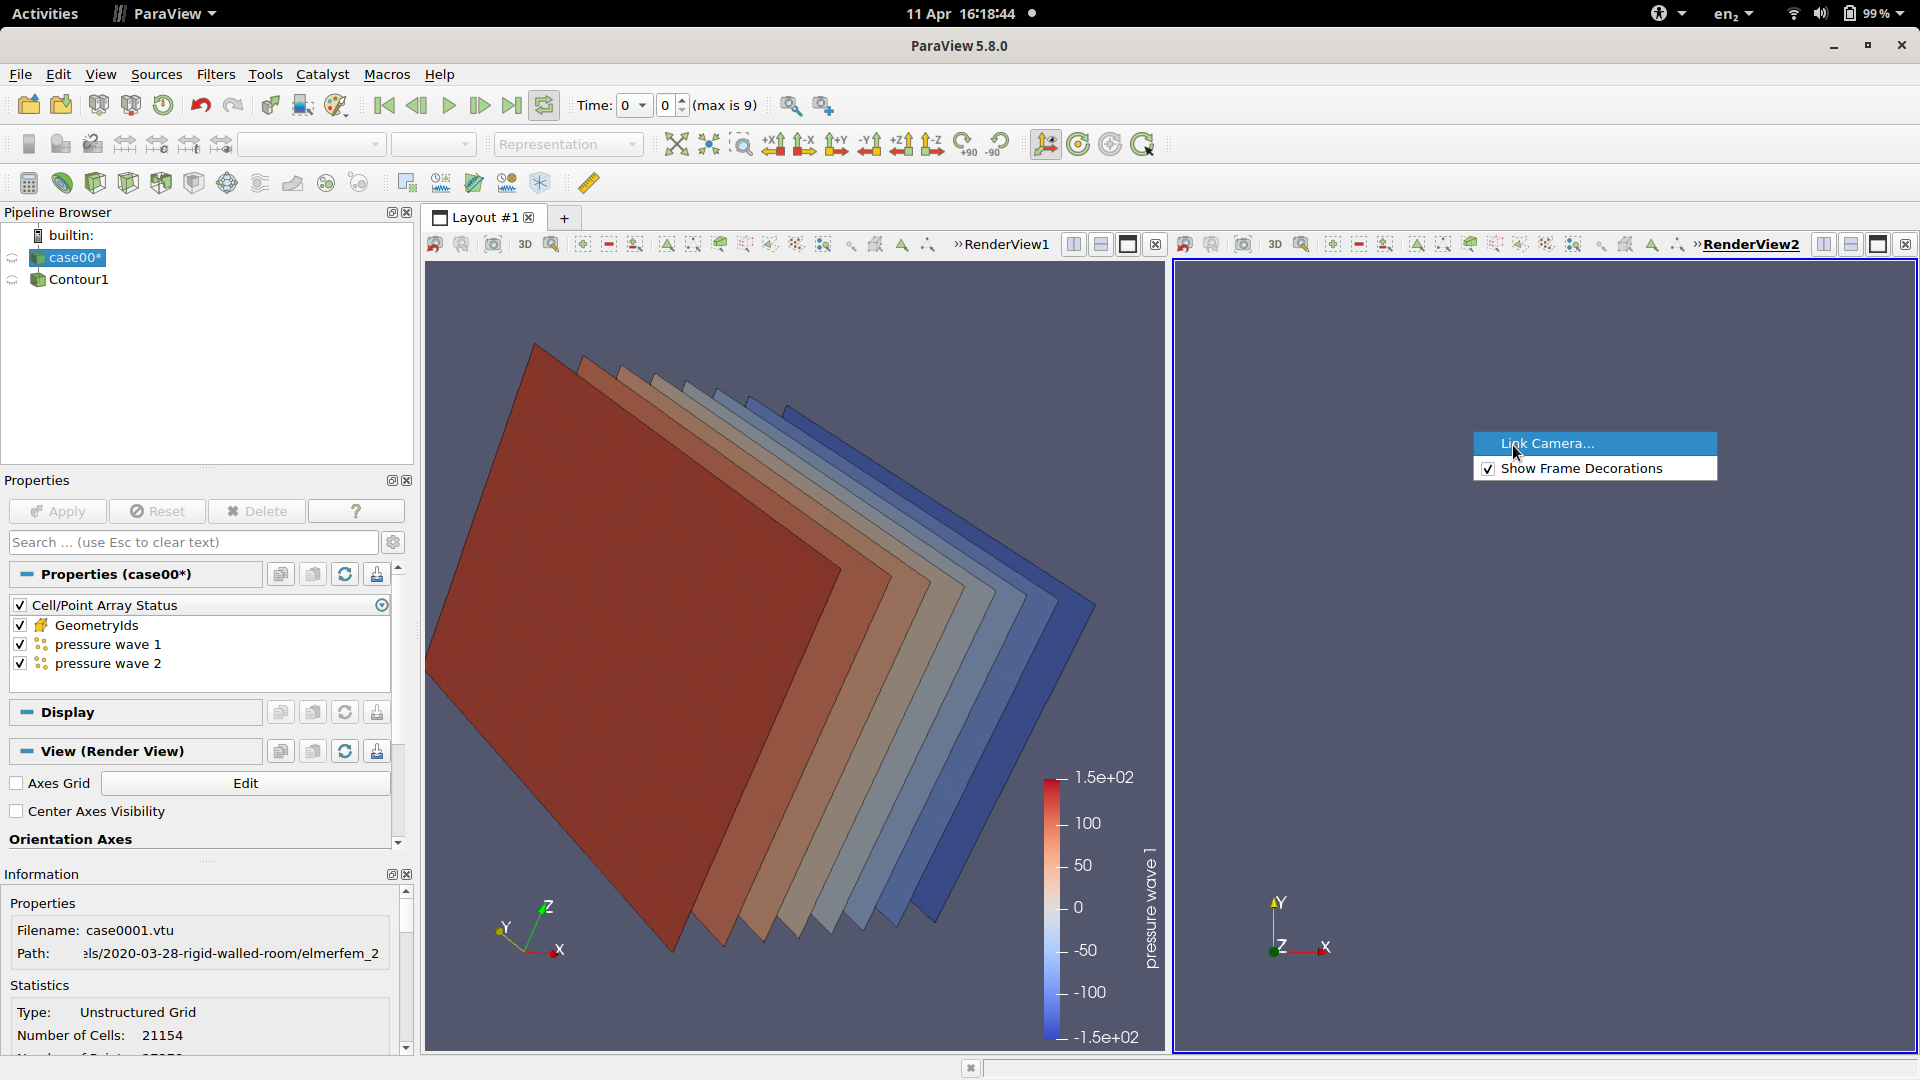 Activities ParaView 11 Apr 16:18:44 en₂ 99 %
ParaView 5.8.0
File Edit View Sources Filters Tools Catalyst Macros Help
Time: 0 0 (max is 9)
Representation +X -X +Y -Y +Z -Z +90 -90
Pipeline Browser
builtin:
case00*
Contour1
Properties
Apply Reset Delete ?
Search ... (use Esc to clear text)
Properties (case00*)
Cell/Point Array Status
GeometryIds
pressure wave 1
pressure wave 2
Display
View (Render View)
Axes Grid Edit
Center Axes Visibility
Orientation Axes
Information
Properties
Filename: case0001.vtu
Path: els/2020-03-28-rigid-walled-room/elmerfem_2
Statistics
Type: Unstructured Grid
Number of Cells: 21154
Layout #1 +
3D RenderView1
3D RenderView2
Link Camera...
Show Frame Decorations
1.5e+02
100
50
0
-50
-100
-1.5e+02
pressure wave 1
Z
Y
X
Y
Z
X